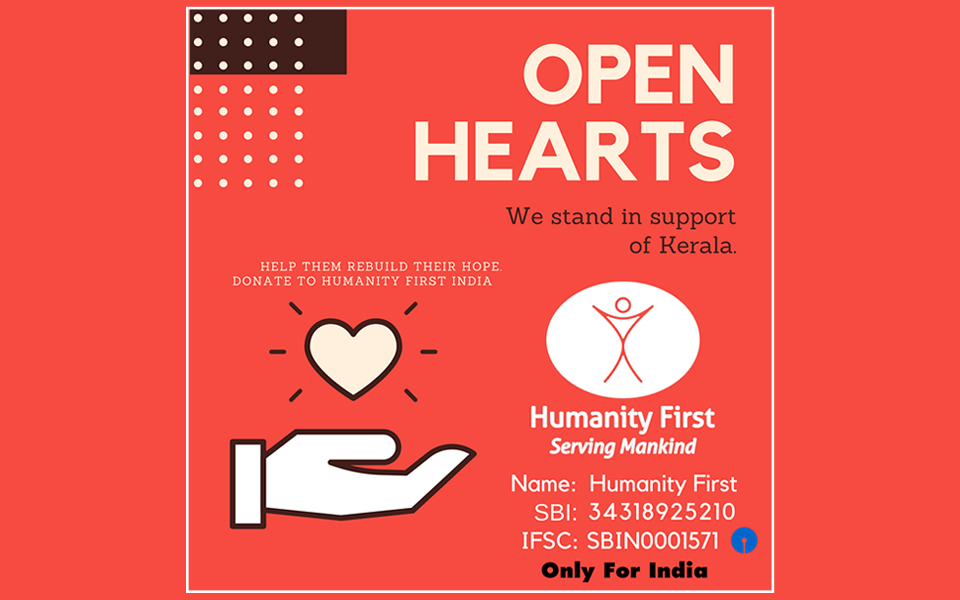 OPEN
HEARTS
We stand in support
of Kerala.
HELP THEM REBUILD THEIR HOPE.
DONATE TO HUMANITY FIRST INDIA
Humanity First
Serving Mankind
Name: Humanity First
SBI: 34318925210
IFSC: SBIN0001571
Only For India